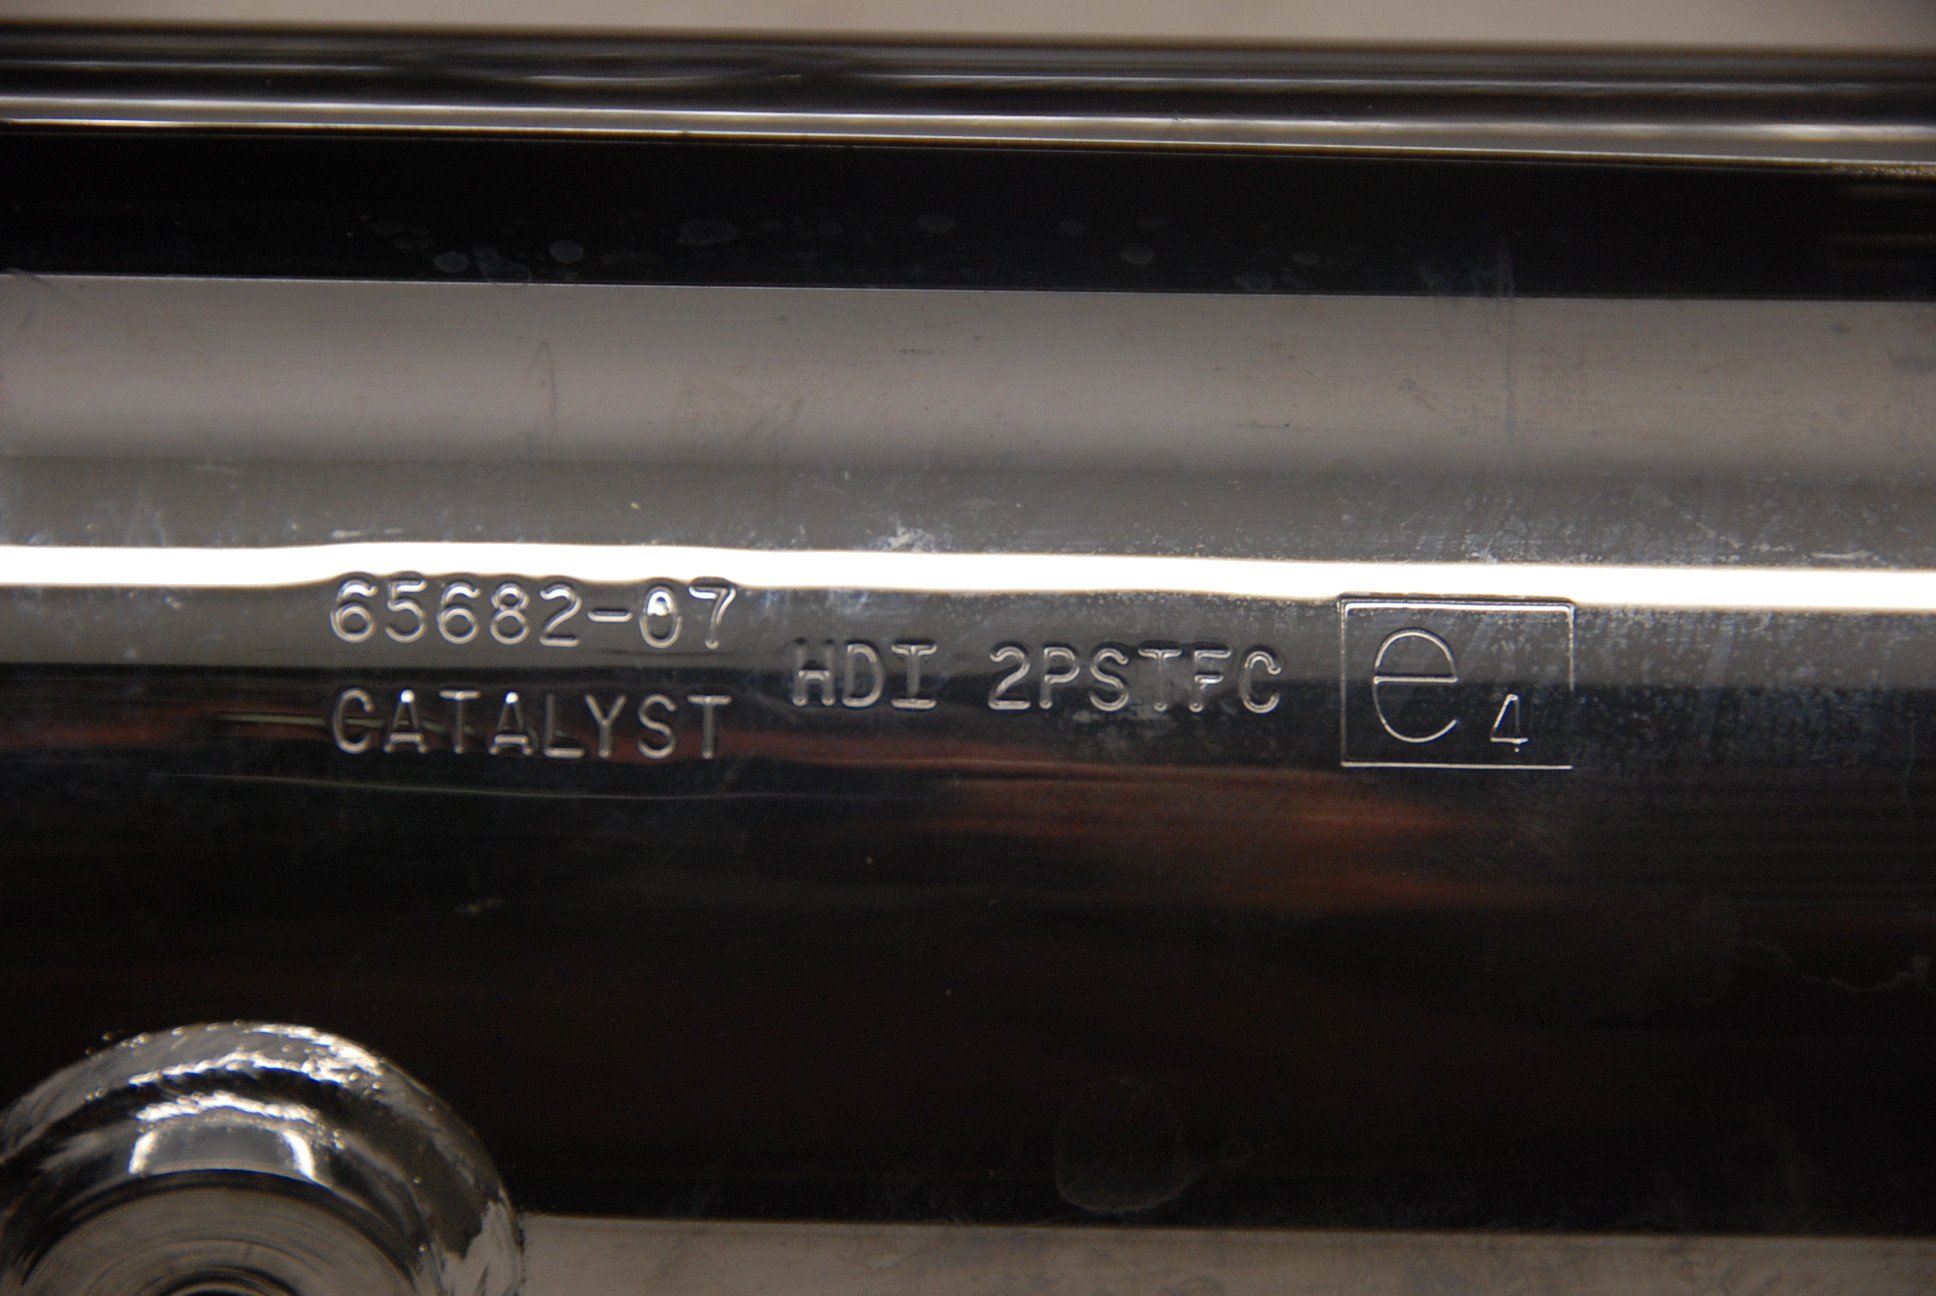 65682-07
CATALYST
HDI 2PSTFC
e4